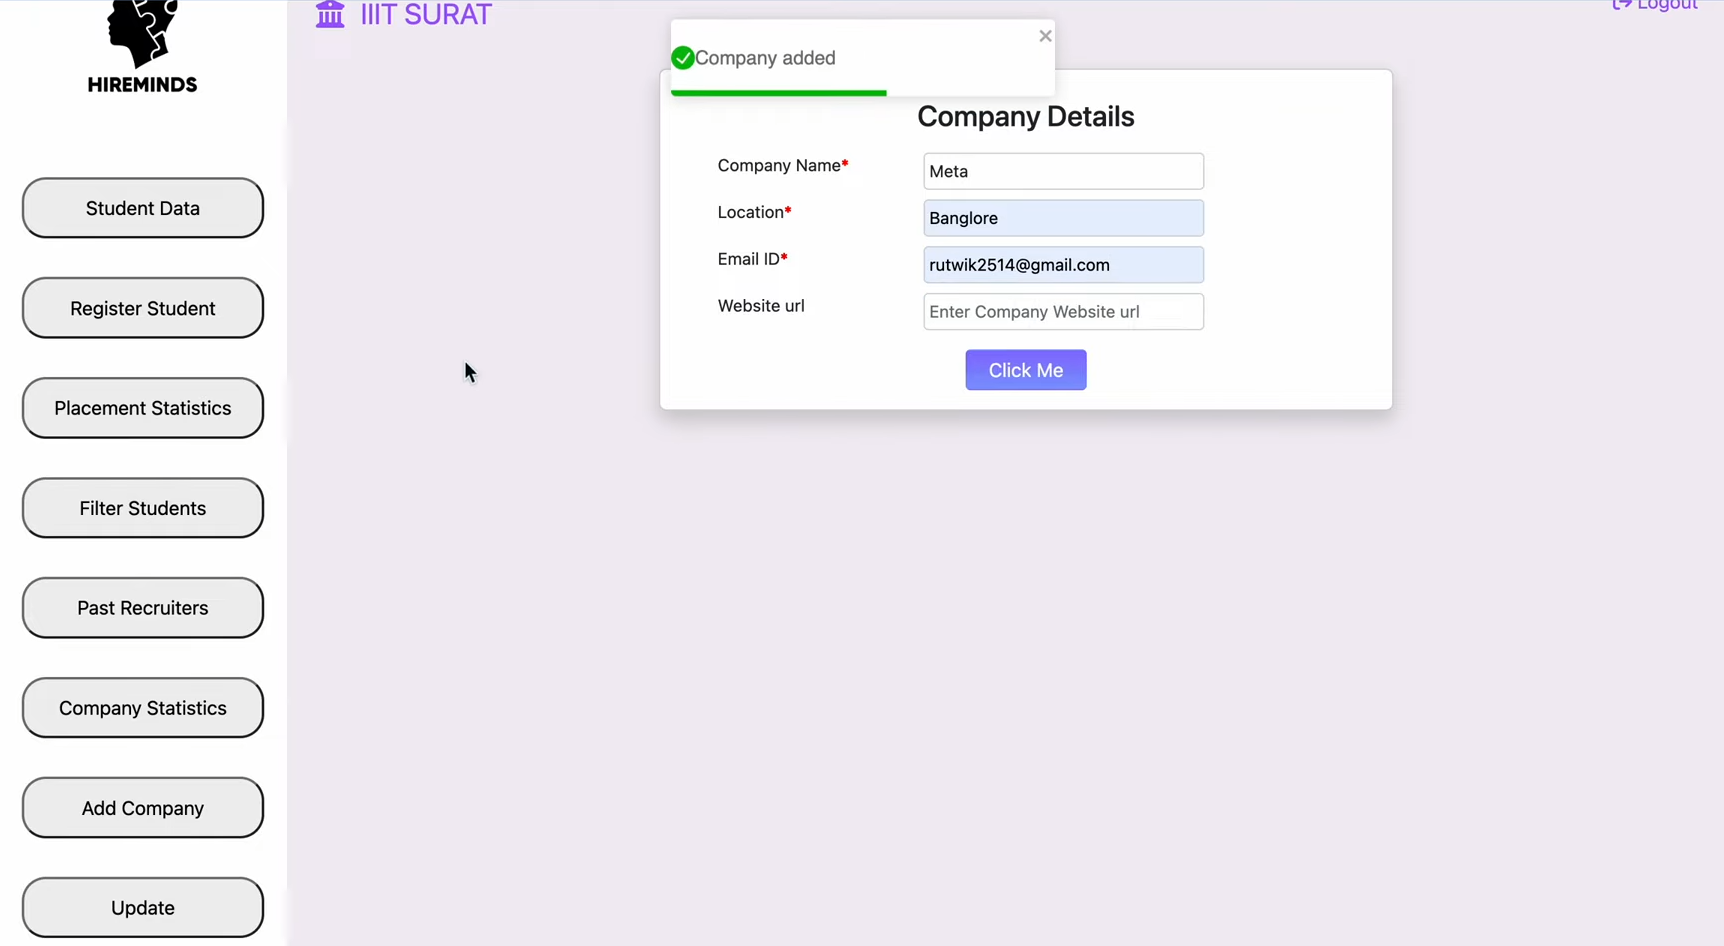 IIIT SURAT
Logout
HIREMINDS
Company added
Company Details
Company Name*
Meta
Location*
Banglore
Email ID*
rutwik2514@gmail.com
Website url
Enter Company Website url
Click Me
Student Data
Register Student
Placement Statistics
Filter Students
Past Recruiters
Company Statistics
Add Company
Update